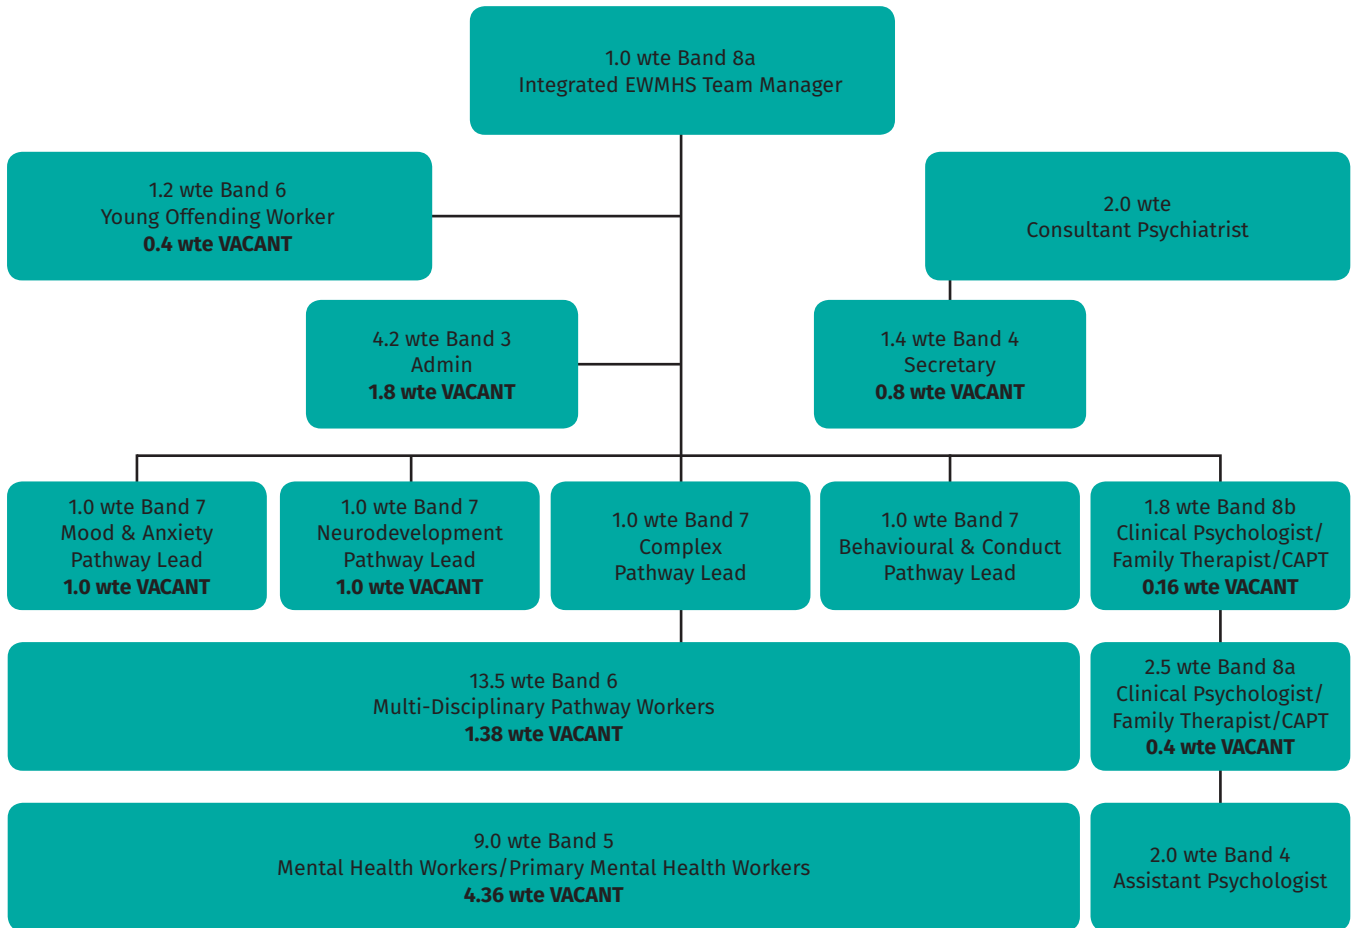 1.0 wte Band 8a
Integrated EWMHS Team Manager
1.2 wte Band 6
Young Offending Worker
0.4 wte VACANT
2.0 wte
Consultant Psychiatrist
4.2 wte Band 3
Admin
1.8 wte VACANT
1.4 wte Band 4
Secretary
0.8 wte VACANT
1.0 wte Band 7
Mood & Anxiety
Pathway Lead
1.0 wte VACANT
1.0 wte Band 7
Neurodevelopment
Pathway Lead
1.0 wte VACANT
1.0 wte Band 7
Complex
Pathway Lead
1.0 wte Band 7
Behavioural & Conduct
Pathway Lead
1.8 wte Band 8b
Clinical Psychologist/
Family Therapist/CAPT
0.16 wte VACANT
13.5 wte Band 6
Multi-Disciplinary Pathway Workers
1.38 wte VACANT
2.5 wte Band 8a
Clinical Psychologist/
Family Therapist/CAPT
0.4 wte VACANT
9.0 wte Band 5
Mental Health Workers/Primary Mental Health Workers
4.36 wte VACANT
2.0 wte Band 4
Assistant Psychologist